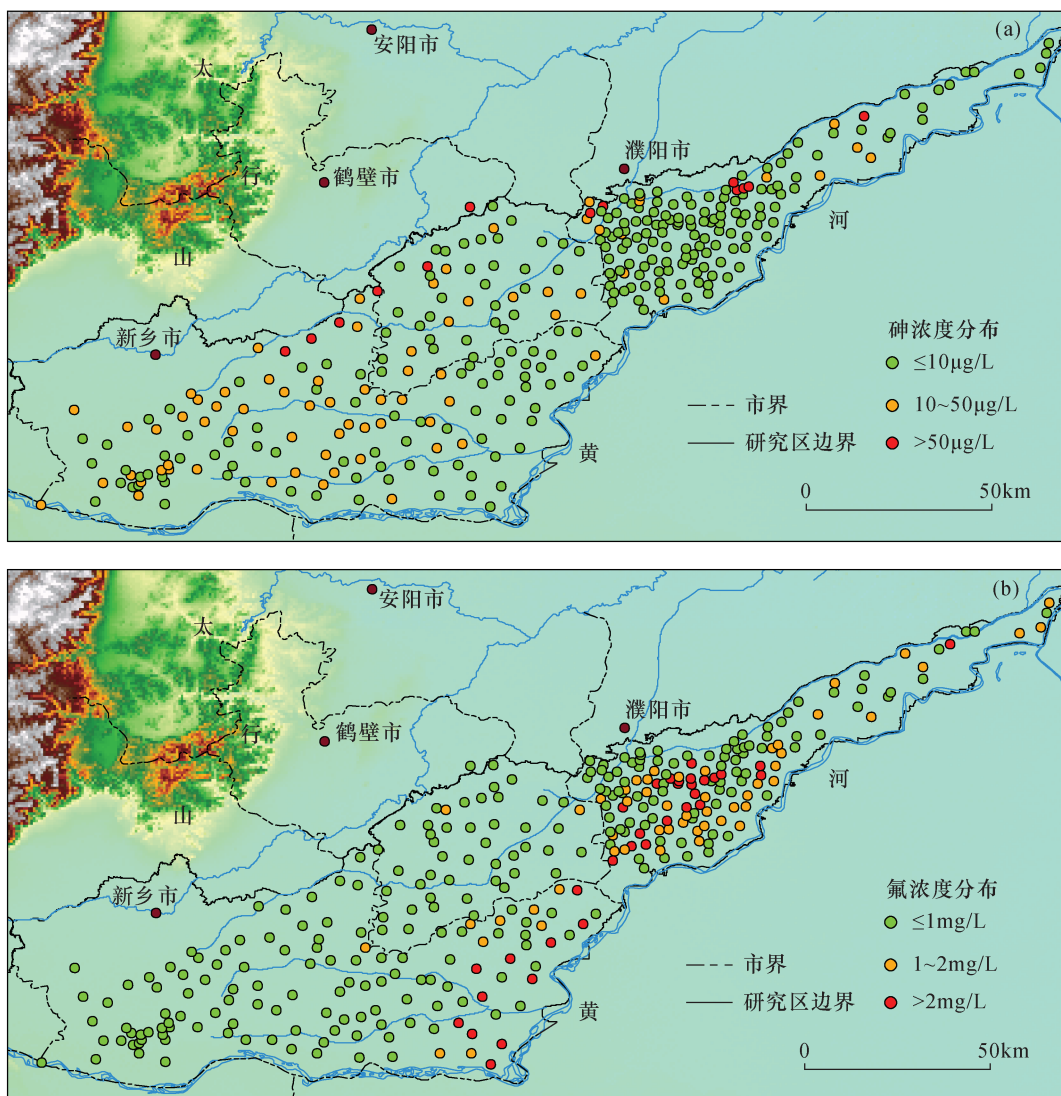 (a)
安阳市
太
行
山
鹤壁市
濮阳市
河
新乡市
黄
砷浓度分布
≤10μg/L
市界
10~50μg/L
研究区边界
>50μg/L
0
50km
(b)
安阳市
太
行
山
鹤壁市
濮阳市
河
新乡市
黄
氟浓度分布
≤1mg/L
市界
1~2mg/L
研究区边界
>2mg/L
0
50km